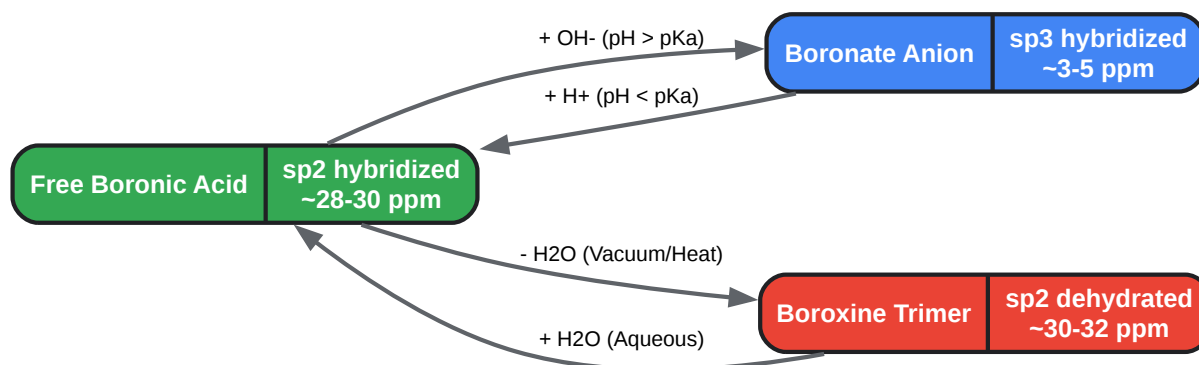 + OH- (pH > pKa)
Boronate Anion
sp3 hybridized
~3-5 ppm
+ H+ (pH < pKa)
Free Boronic Acid
sp2 hybridized
~28-30 ppm
- H2O (Vacuum/Heat)
Boroxine Trimer
sp2 dehydrated
~30-32 ppm
+ H2O (Aqueous)